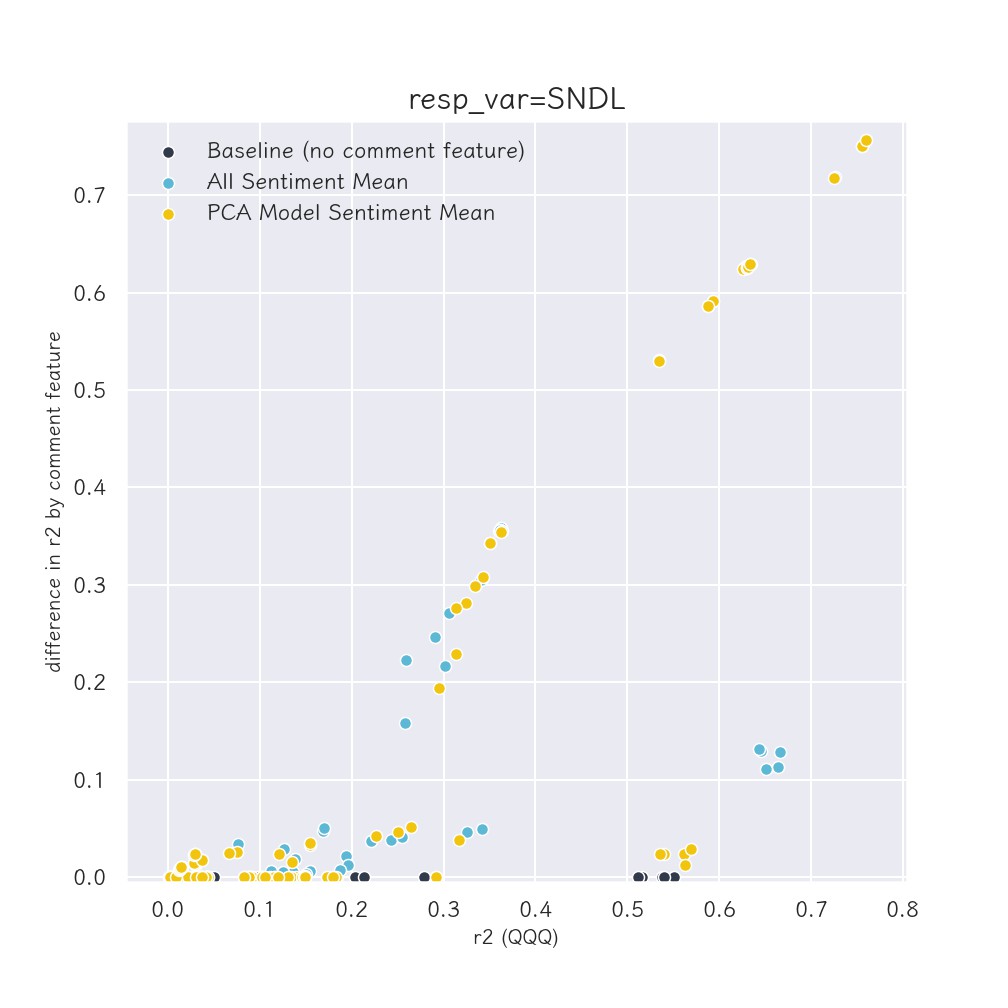 resp_var=SNDL
Baseline (no comment feature)
All Sentiment Mean
PCA Model Sentiment Mean
difference in r2 by comment feature
0.7
0.6
0.5
0.4
0.3
0.2
0.1
0.0
0.0 0.1 0.2 0.3 0.4 0.5 0.6 0.7 0.8
r2 (QQQ)